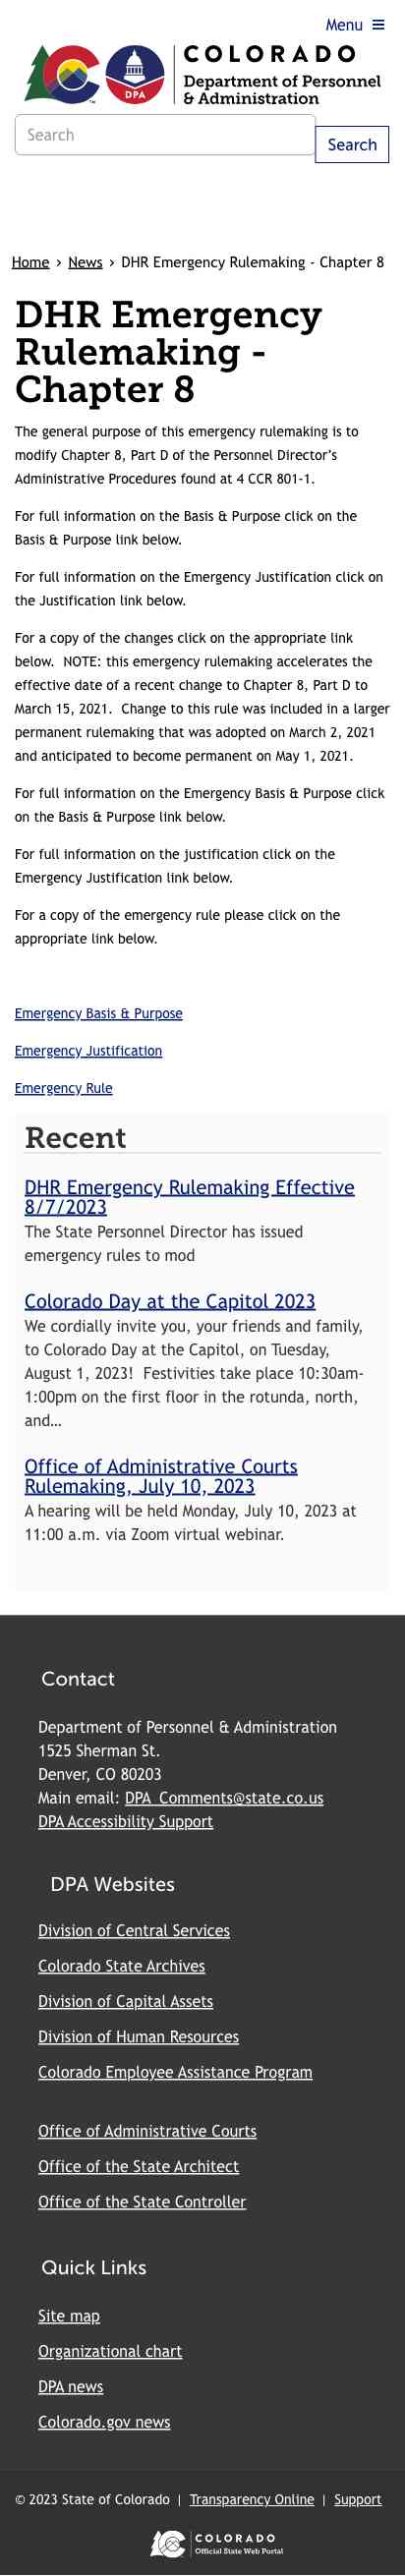 Menu ≡
COLORADO
Department of Personnel
& Administration
DPA
TM
Search
Search
Home › News › DHR Emergency Rulemaking - Chapter 8
DHR Emergency
Rulemaking -
Chapter 8
The general purpose of this emergency rulemaking is to
modify Chapter 8, Part D of the Personnel Director's
Administrative Procedures found at 4 CCR 801-1.
For full information on the Basis & Purpose click on the
Basis & Purpose link below.
For full information on the Emergency Justification click on
the Justification link below.
For a copy of the changes click on the appropriate link
below.  NOTE: this emergency rulemaking accelerates the
effective date of a recent change to Chapter 8, Part D to
March 15, 2021.  Change to this rule was included in a larger
permanent rulemaking that was adopted on March 2, 2021
and anticipated to become permanent on May 1, 2021.
For full information on the Emergency Basis & Purpose click
on the Basis & Purpose link below.
For full information on the justification click on the
Emergency Justification link below.
For a copy of the emergency rule please click on the
appropriate link below.
Emergency Basis & Purpose
Emergency Justification
Emergency Rule
Recent
DHR Emergency Rulemaking Effective
8/7/2023
The State Personnel Director has issued
emergency rules to mod
Colorado Day at the Capitol 2023
We cordially invite you, your friends and family,
to Colorado Day at the Capitol, on Tuesday,
August 1, 2023!  Festivities take place 10:30am-
1:00pm on the first floor in the rotunda, north,
and…
Office of Administrative Courts
Rulemaking, July 10, 2023
A hearing will be held Monday, July 10, 2023 at
11:00 a.m. via Zoom virtual webinar.
Contact
Department of Personnel & Administration
1525 Sherman St.
Denver, CO 80203
Main email: DPA_Comments@state.co.us
DPA Accessibility Support
DPA Websites
Division of Central Services
Colorado State Archives
Division of Capital Assets
Division of Human Resources
Colorado Employee Assistance Program
Office of Administrative Courts
Office of the State Architect
Office of the State Controller
Quick Links
Site map
Organizational chart
DPA news
Colorado.gov news
© 2023 State of Colorado | Transparency Online | Support
COLORADO
Official State Web Portal